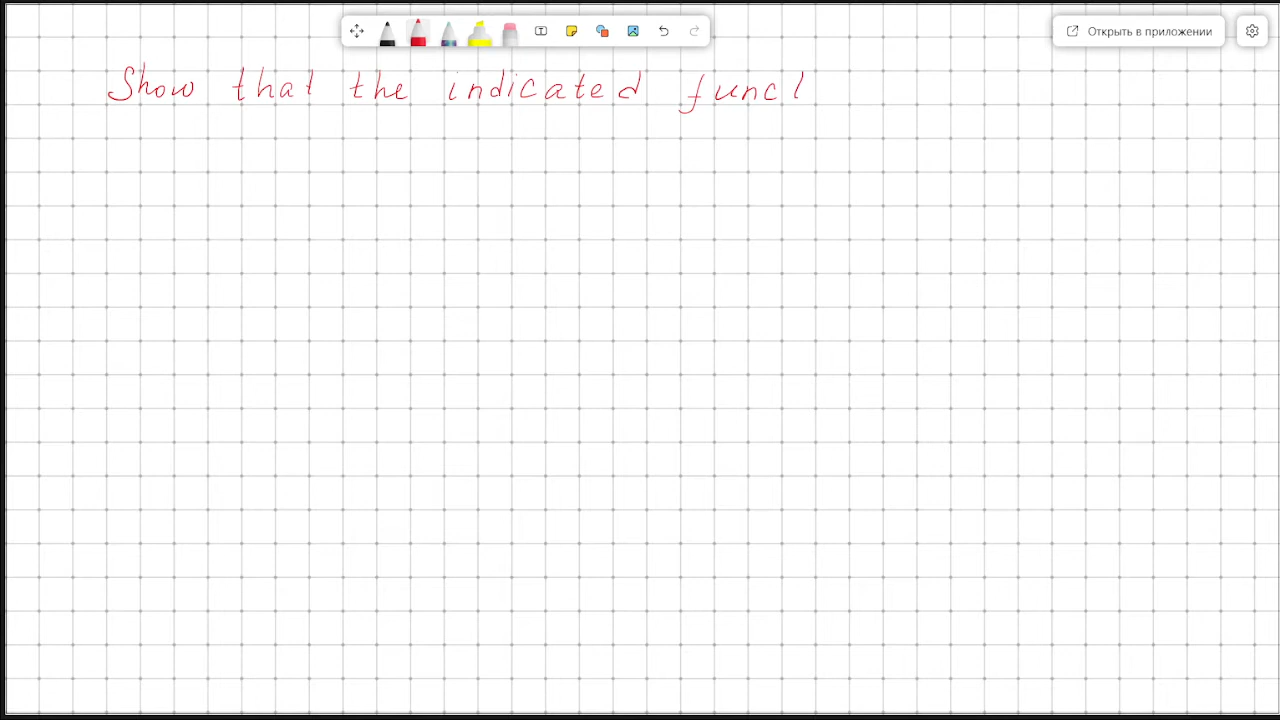 Открыть в приложении
Show that the indicated funct